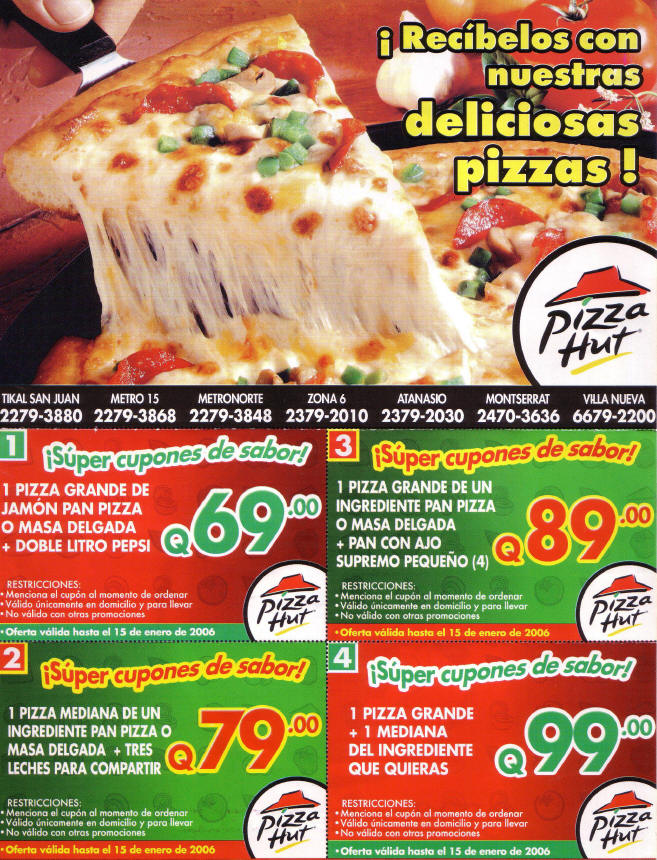 ¡ Recíbelos con
nuestras
deliciosas
pizzas !
Pizza
Hut
TIKAL SAN JUAN
2279-3880
METRO 15
2279-3868
METRONORTE
2279-3848
ZONA 6
2379-2010
ATANASIO
2379-2030
MONTSERRAT
2470-3636
VILLA NUEVA
6679-2200
1
¡Súper cupones de sabor!
1 PIZZA GRANDE DE
JAMÓN PAN PIZZA
O MASA DELGADA
+ DOBLE LITRO PEPSI
Q69.00
RESTRICCIONES:
• Menciona el cupón al momento de ordenar
• Válido únicamente en domicilio y para llevar
• No válido con otras promociones
• Oferta válida hasta el 15 de enero de 2006
Pizza
Hut
3
¡Súper cupones de sabor!
1 PIZZA GRANDE DE UN
INGREDIENTE PAN PIZZA
O MASA DELGADA
+ PAN CON AJO
SUPREMO PEQUEÑO (4)
Q89.00
RESTRICCIONES:
• Menciona el cupón al momento de ordenar
• Válido únicamente en domicilio y para llevar
• No válido con otras promociones
• Oferta válida hasta el 15 de enero de 2006
Pizza
Hut
2
¡Súper cupones de sabor!
1 PIZZA MEDIANA DE UN
INGREDIENTE PAN PIZZA O
MASA DELGADA + TRES
LECHES PARA COMPARTIR
Q79.00
RESTRICCIONES:
• Menciona el cupón al momento de ordenar
• Válido únicamente en domicilio y para llevar
• No válido con otras promociones
• Oferta válida hasta el 15 de enero de 2006
Pizza
Hut
4
¡Súper cupones de sabor!
1 PIZZA GRANDE
+ 1 MEDIANA
DEL INGREDIENTE
QUE QUIERAS
Q99.00
RESTRICCIONES:
• Menciona el cupón al momento de ordenar
• Válido únicamente en domicilio y para llevar
• No válido con otras promociones
• Oferta válida hasta el 15 de enero de 2006
Pizza
Hut